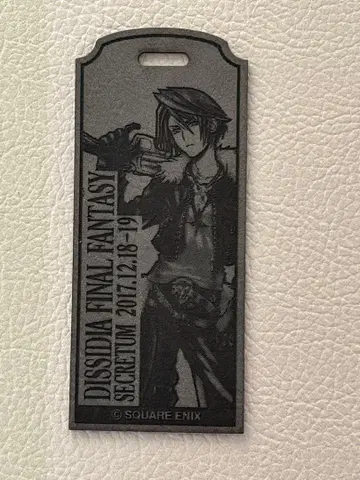 DISSIDIA FINAL FANTASY
SECRETUM 2017.12.18-19
© SQUARE ENIX